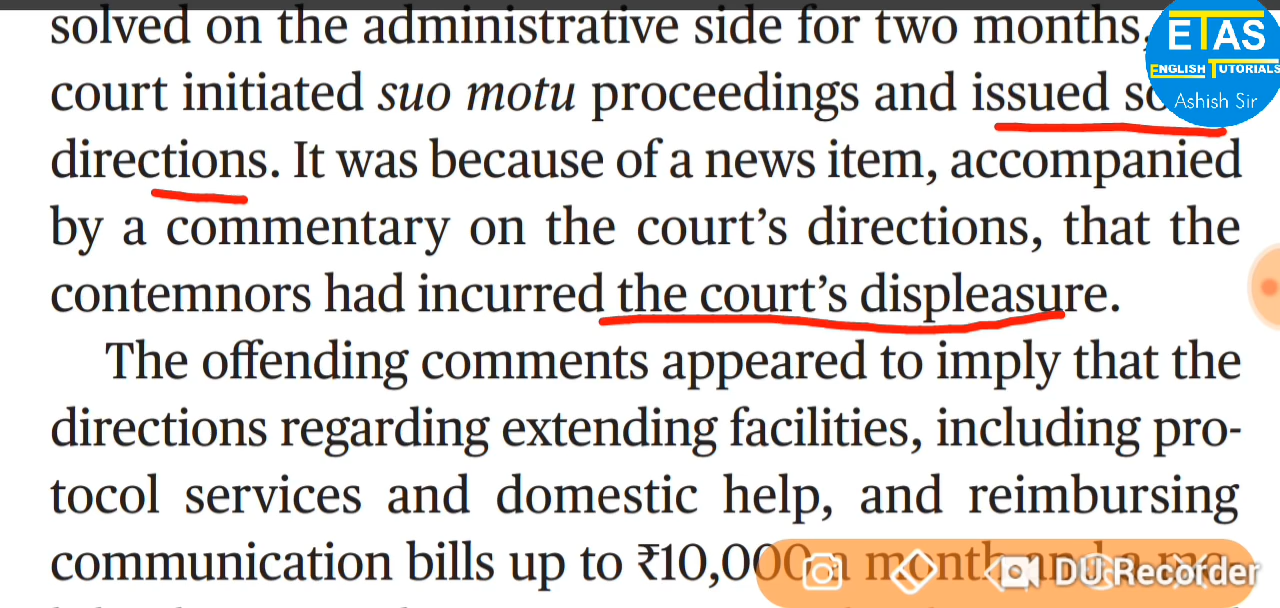 solved on the administrative side for two months,
court initiated suo motu proceedings and issued
directions. It was because of a news item, accompanied
by a commentary on the court’s directions, that the
contemnors had incurred the court’s displeasure.
The offending comments appeared to imply that the
directions regarding extending facilities, including pro-
tocol services and domestic help, and reimbursing
communication bills up to ₹10,000 a month and a
ETAS
ENGLISH TUTORIALS
Ashish Sir
DU Recorder